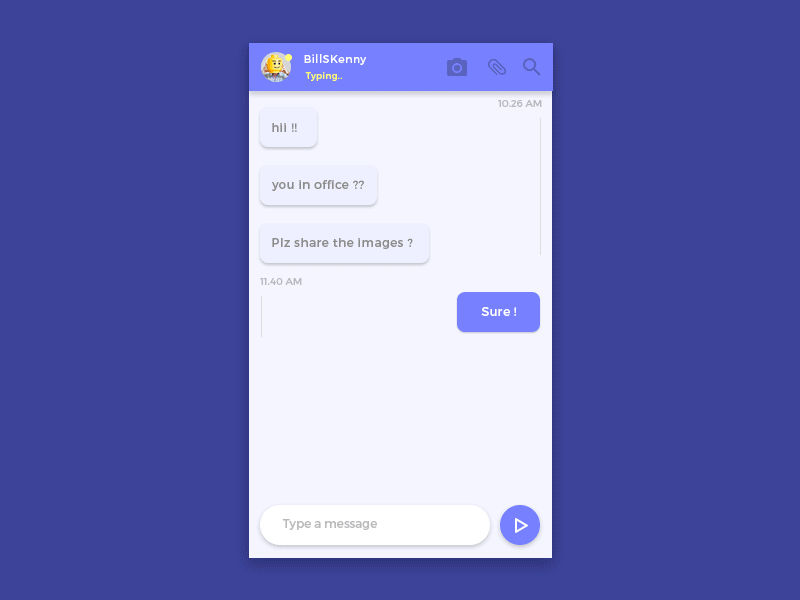 BillSKenny
Typing..
10.26 AM
hii !!
you in office ??
Plz share the images ?
11.40 AM
Sure !
Type a message